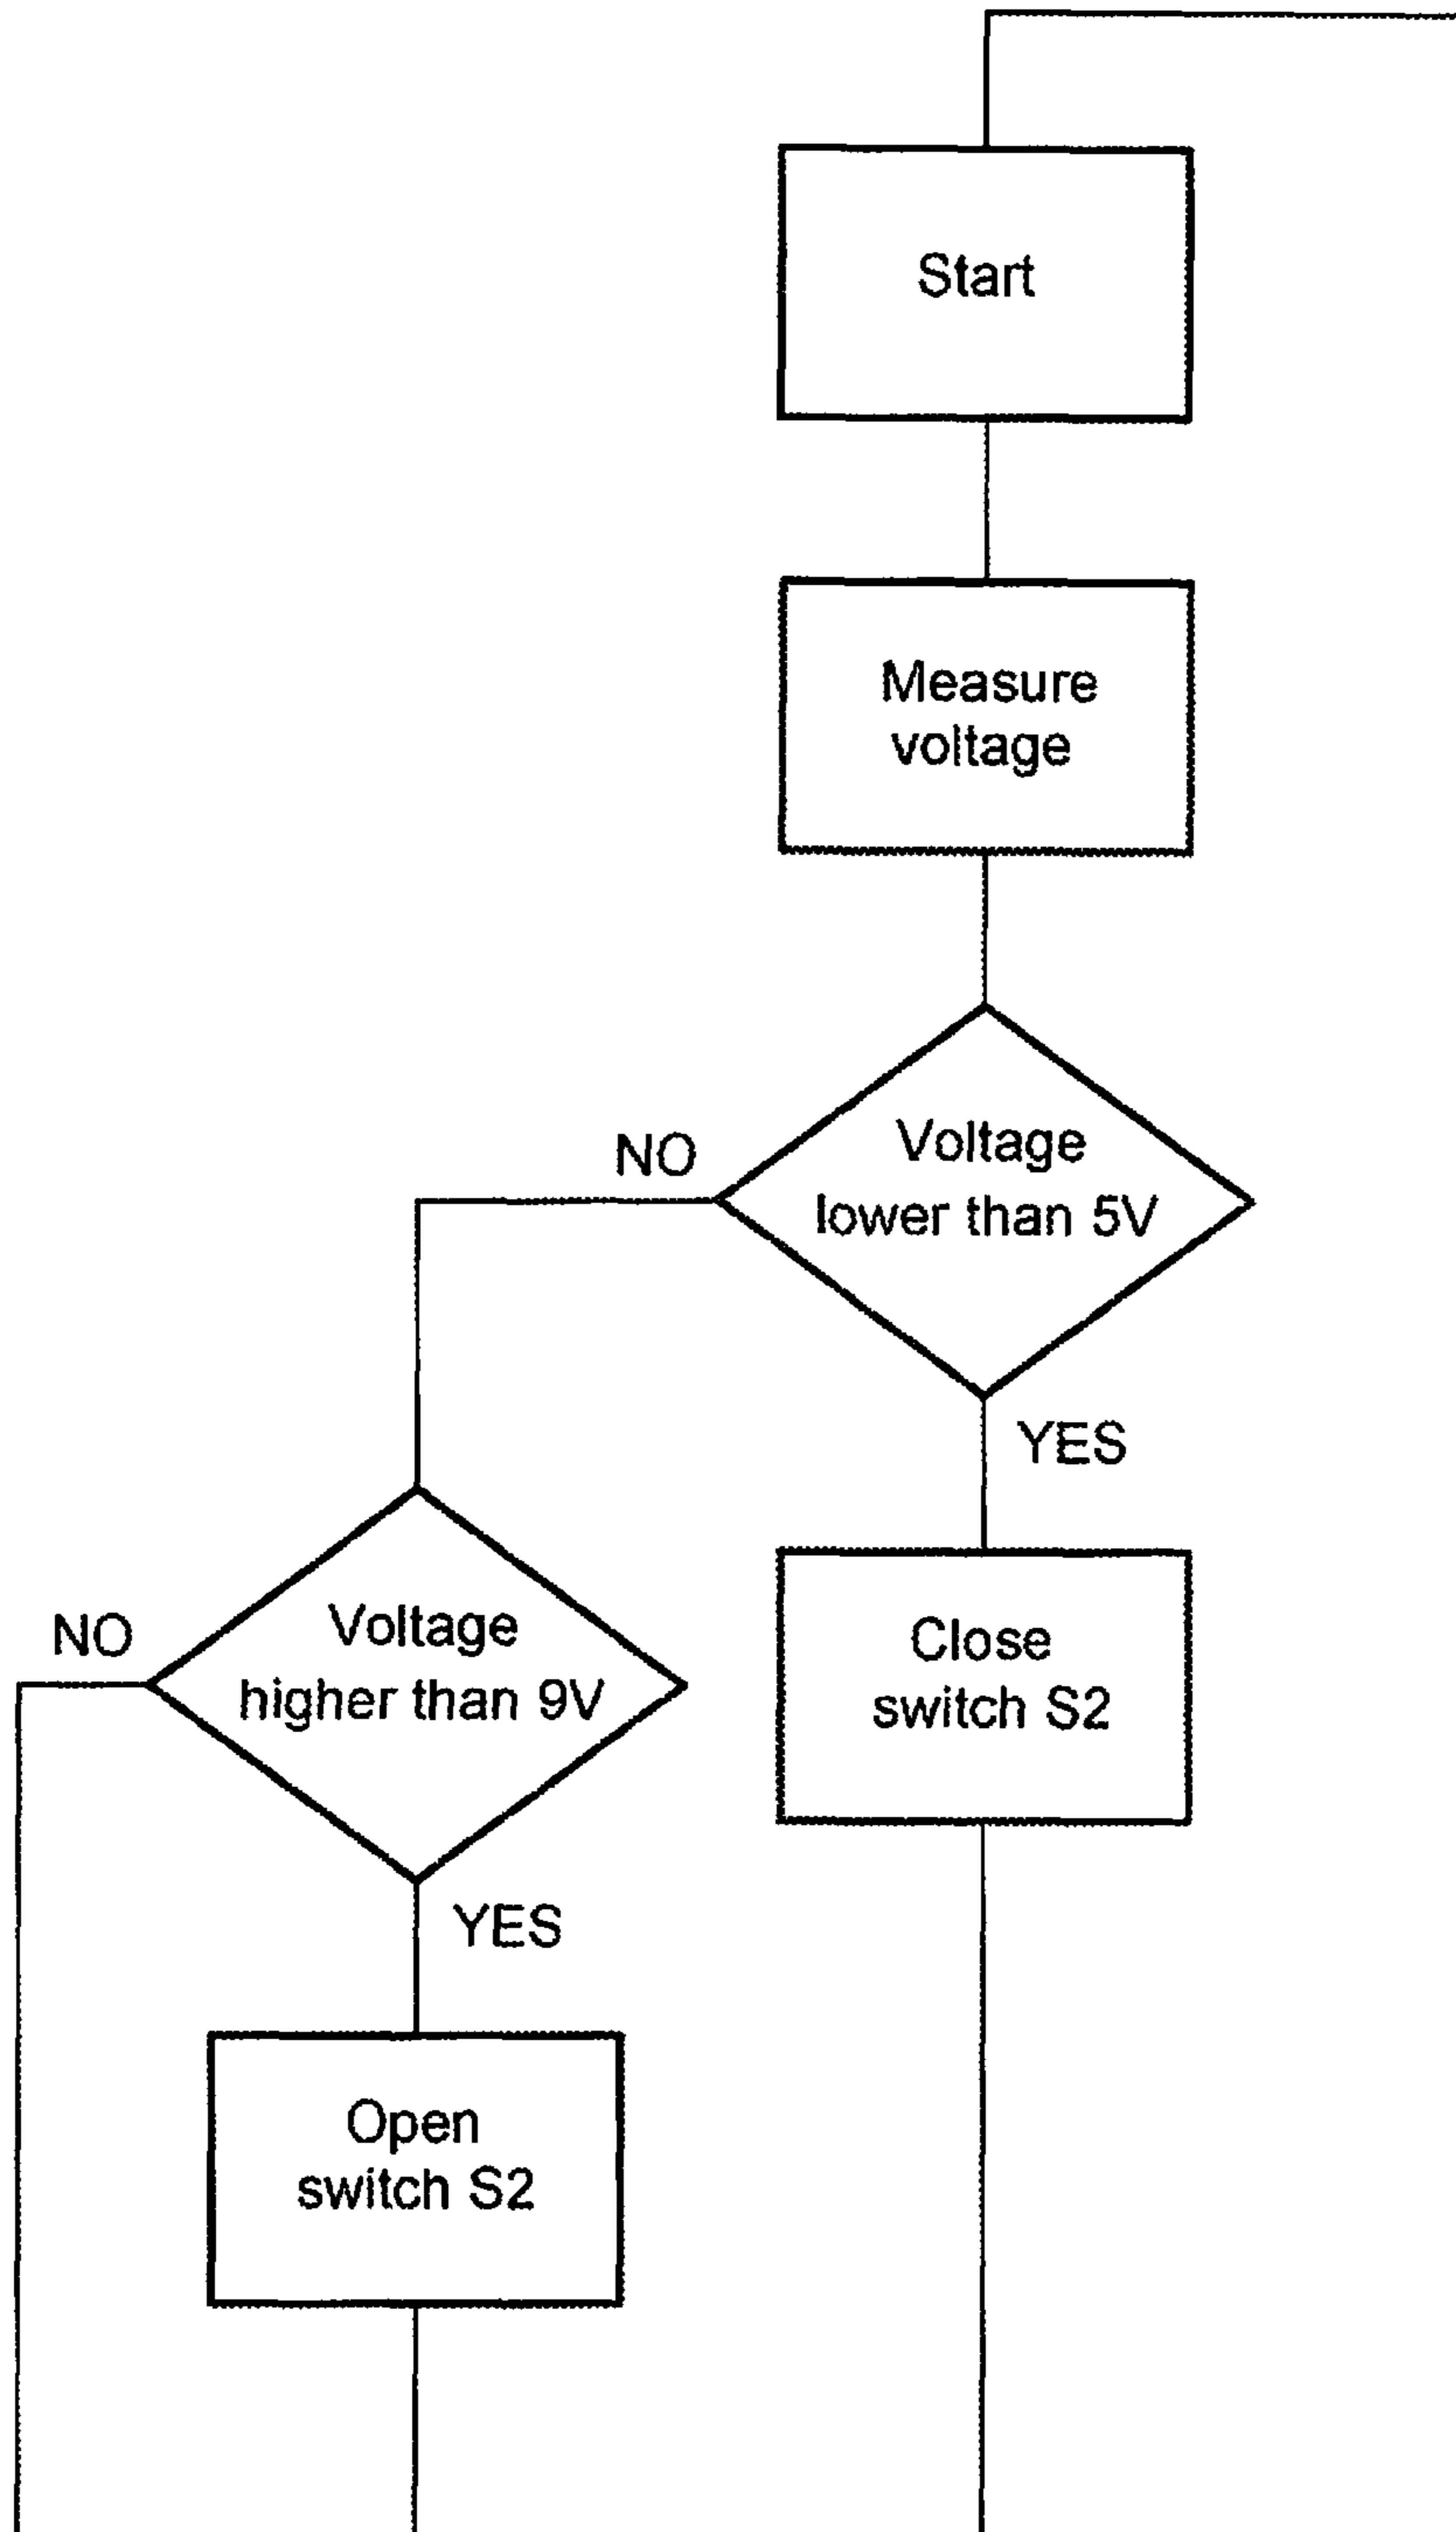 Start
Measure
voltage
NO
Voltage
lower than 5V
YES
NO
Voltage
higher than 9V
Close
switch S2
YES
Open
switch S2